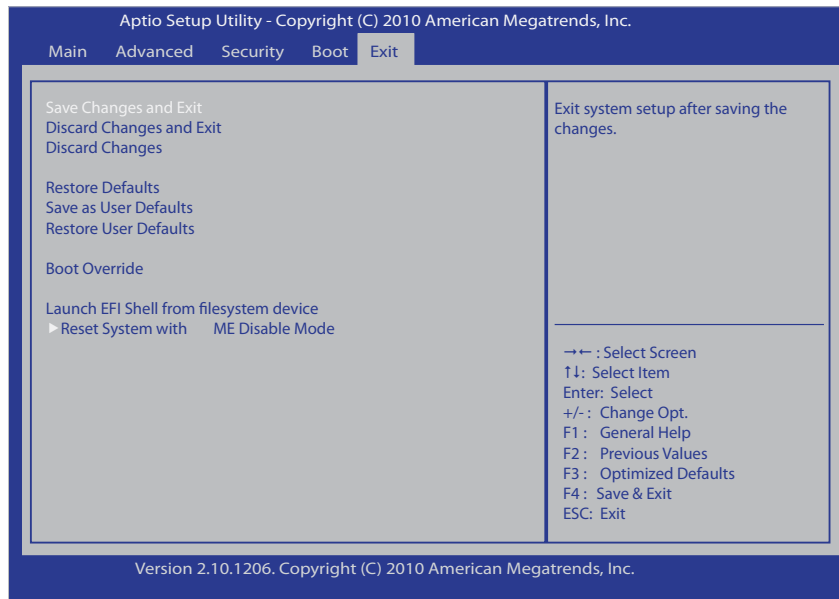 Aptio Setup Utility - Copyright (C) 2010 American Megatrends, Inc.
Main Advanced Security Boot Exit
Save Changes and Exit
Discard Changes and Exit
Discard Changes
Restore Defaults
Save as User Defaults
Restore User Defaults
Boot Override
Launch EFI Shell from filesystem device
▶Reset System with ME Disable Mode
Exit system setup after saving the
changes.
→← : Select Screen
↑↓: Select Item
Enter: Select
+/- : Change Opt.
F1 : General Help
F2 : Previous Values
F3 : Optimized Defaults
F4 : Save & Exit
ESC: Exit
Version 2.10.1206. Copyright (C) 2010 American Megatrends, Inc.